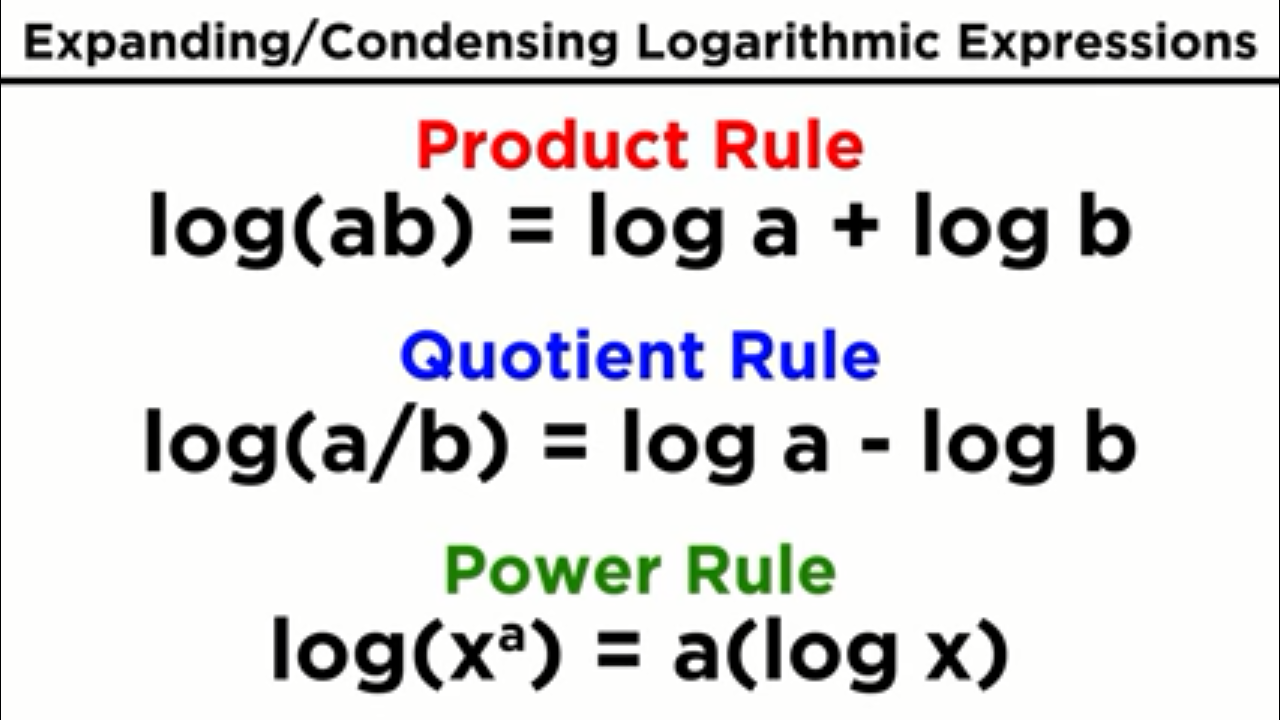 Expanding/Condensing Logarithmic Expressions
Product Rule
log(ab) = log a + log b
Quotient Rule
log(a/b) = log a - log b
Power Rule
log(xᵃ) = a(log x)